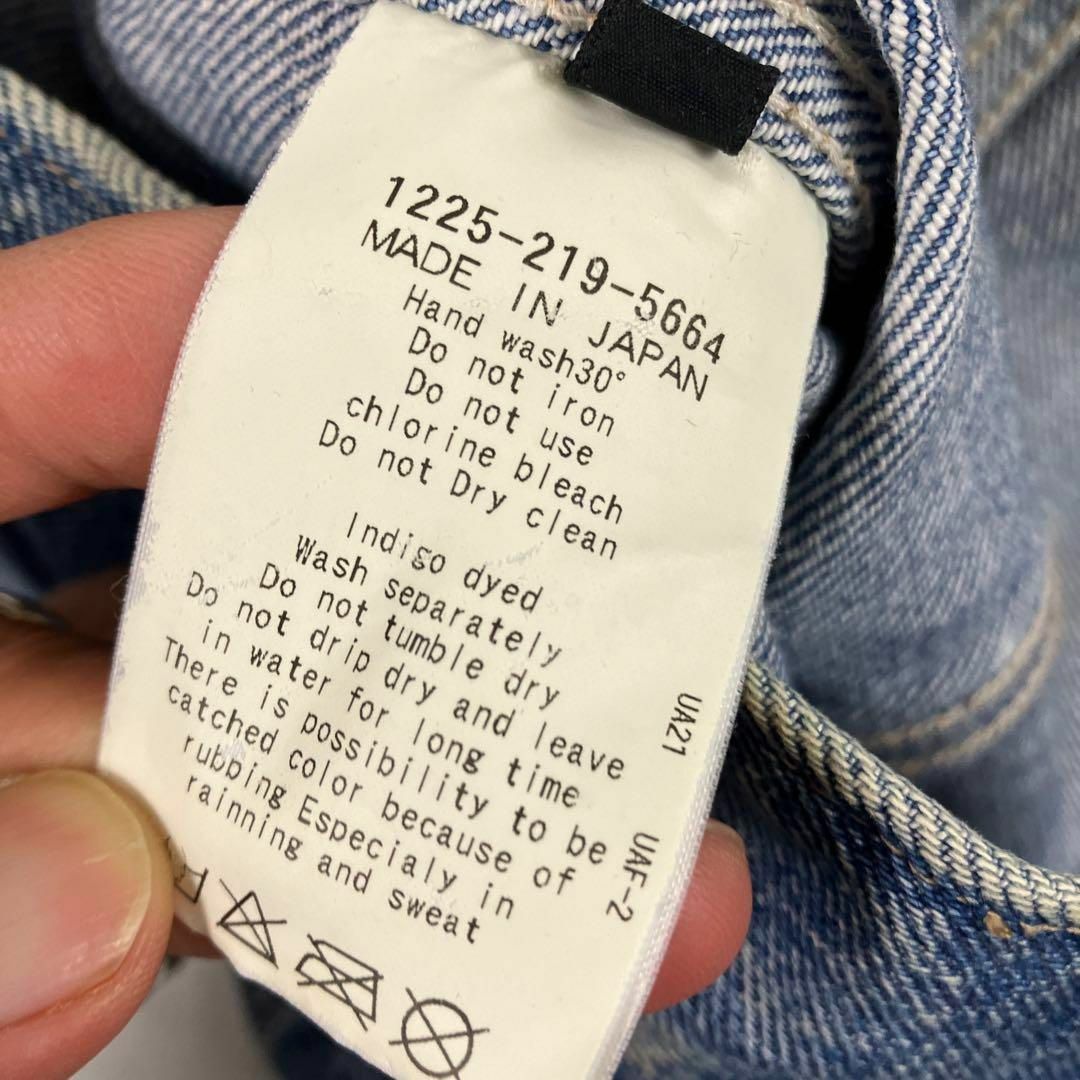 1225-219-5664
MADE IN JAPAN
Hand wash30°
Do not iron
Do not use
chlorine bleach
Do not Dry clean
Indigo dyed
Wash separately
Do not tumble dry
Do not drip dry and leave
in water for long time
There is possibility to be
catched color because of
rubbing Especialy in
rainning and sweat
UA21
UAF-2